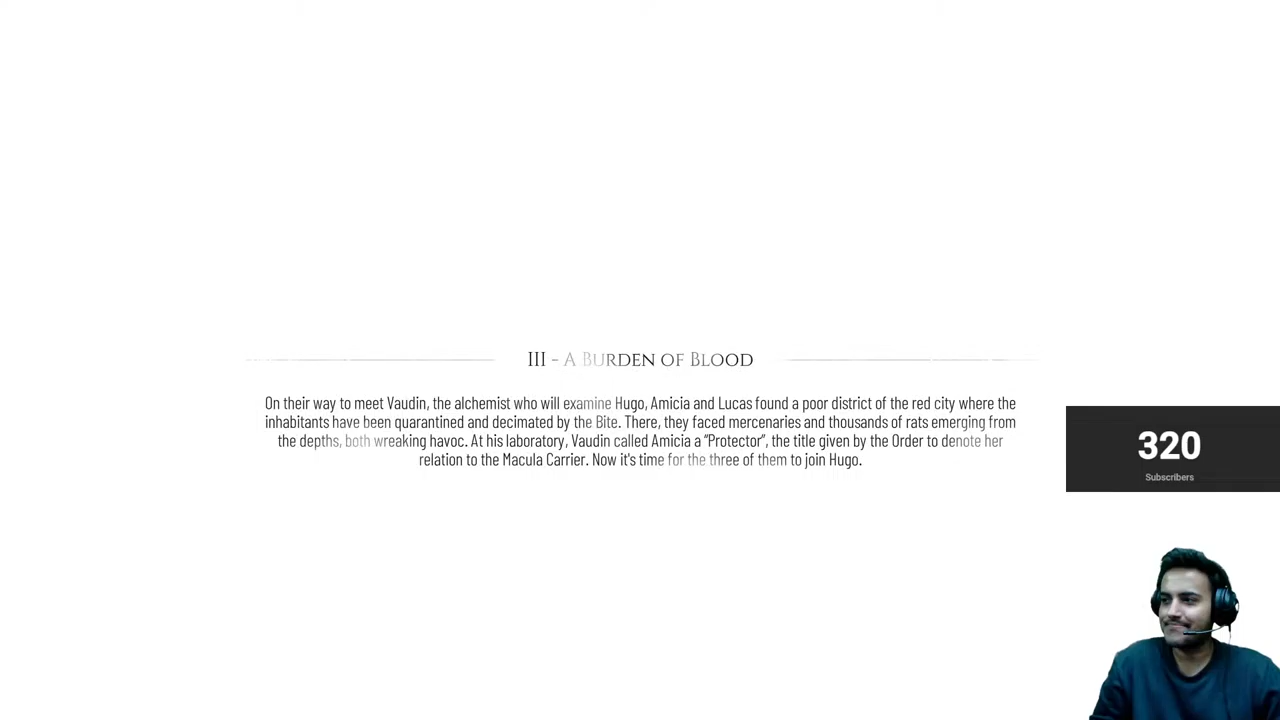 III - A Burden of Blood
On their way to meet Vaudin, the alchemist who will examine Hugo, Amicia and Lucas found a poor district of the red city where the
inhabitants have been quarantined and decimated by the Bite. There, they faced mercenaries and thousands of rats emerging from
the depths, both wreaking havoc. At his laboratory, Vaudin called Amicia a “Protector”, the title given by the Order to denote her
relation to the Macula Carrier. Now it's time for the three of them to join Hugo.
320
Subscribers